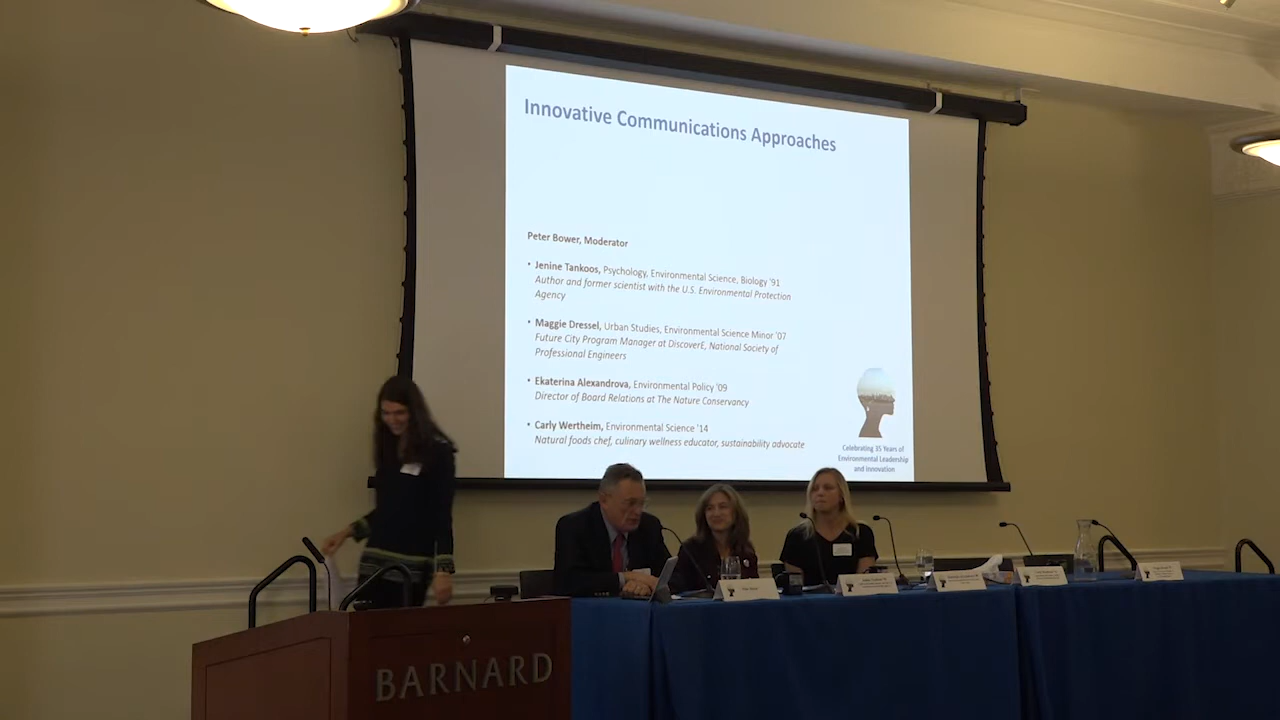 Innovative Communications Approaches
Peter Bower, Moderator
• Jenine Tankoos, Psychology, Environmental Science, Biology '91
Author and former scientist with the U.S. Environmental Protection
Agency
• Maggie Dressel, Urban Studies, Environmental Science Minor '07
Future City Program Manager at DiscoverE, National Society of
Professional Engineers
• Ekaterina Alexandrova, Environmental Policy '09
Director of Board Relations at The Nature Conservancy
• Carly Wertheim, Environmental Science '14
Natural foods chef, culinary wellness educator, sustainability advocate
Celebrating 35 Years of
Environmental Leadership
and Innovation
BARNARD